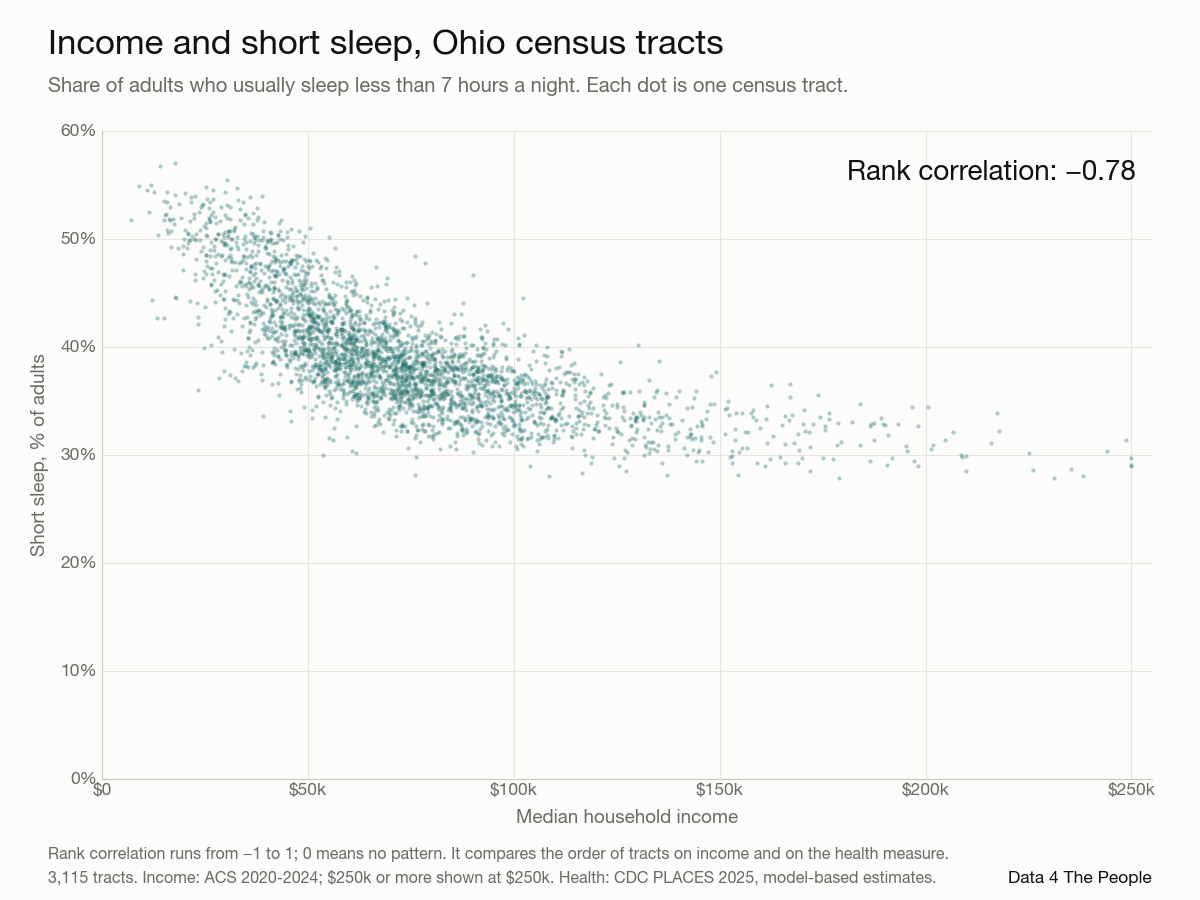 Income and short sleep, Ohio census tracts
Share of adults who usually sleep less than 7 hours a night. Each dot is one census tract.
Rank correlation: −0.78
60%
50%
40%
30%
20%
10%
0%
Short sleep, % of adults
$0
$50k
$100k
$150k
$200k
$250k
Median household income
Rank correlation runs from −1 to 1; 0 means no pattern. It compares the order of tracts on income and on the health measure.
3,115 tracts. Income: ACS 2020-2024; $250k or more shown at $250k. Health: CDC PLACES 2025, model-based estimates.
Data 4 The People